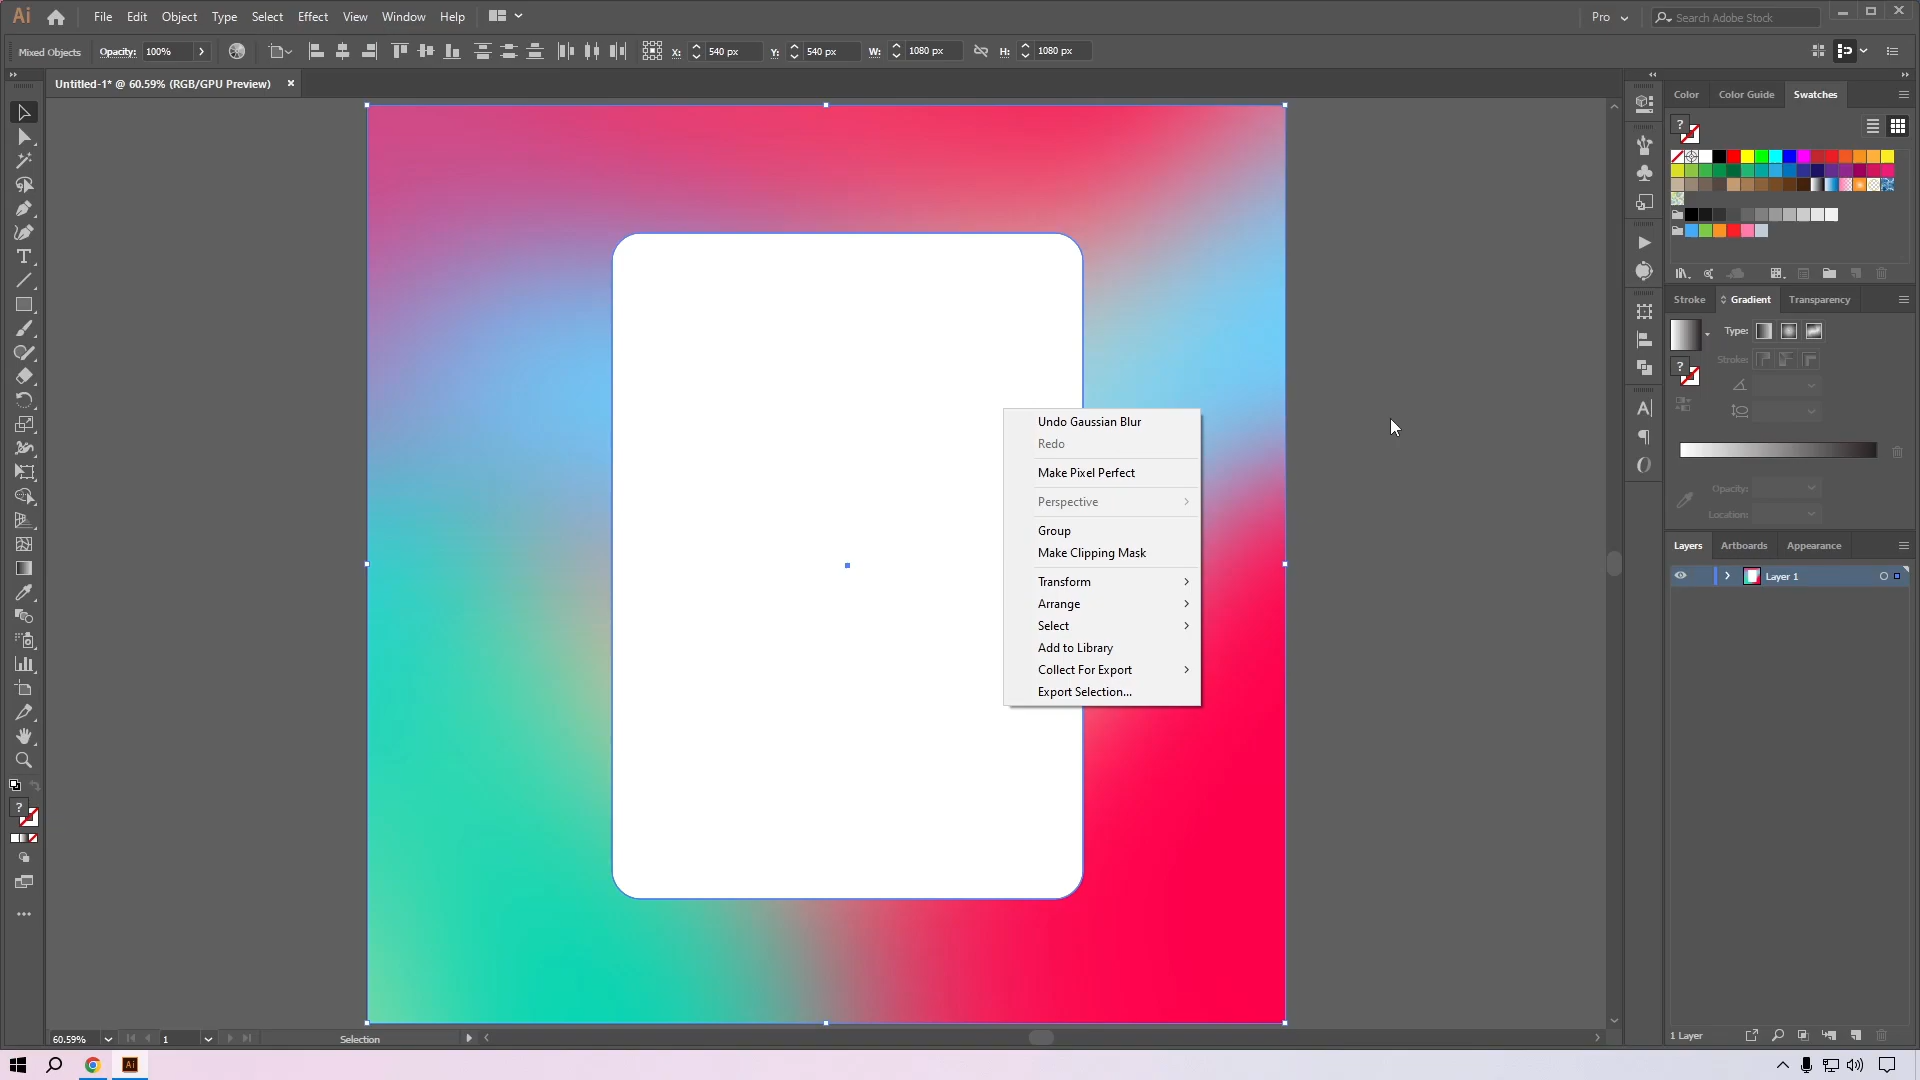 Ai File Edit Object Type Select Effect View Window Help Pro Search Adobe Stock
Mixed Objects Opacity: 100% X: 540 px Y: 540 px W: 1080 px H: 1080 px
Untitled-1* @ 60.59% (RGB/GPU Preview)
Color Color Guide Swatches
Stroke Gradient Transparency
Type:
Stroke:
Opacity:
Location:
Layers Artboards Appearance
Layer 1
1 Layer
Undo Gaussian Blur
Redo
Make Pixel Perfect
Perspective
Group
Make Clipping Mask
Transform
Arrange
Select
Add to Library
Collect For Export
Export Selection...
60.59% 1 Selection
Ai